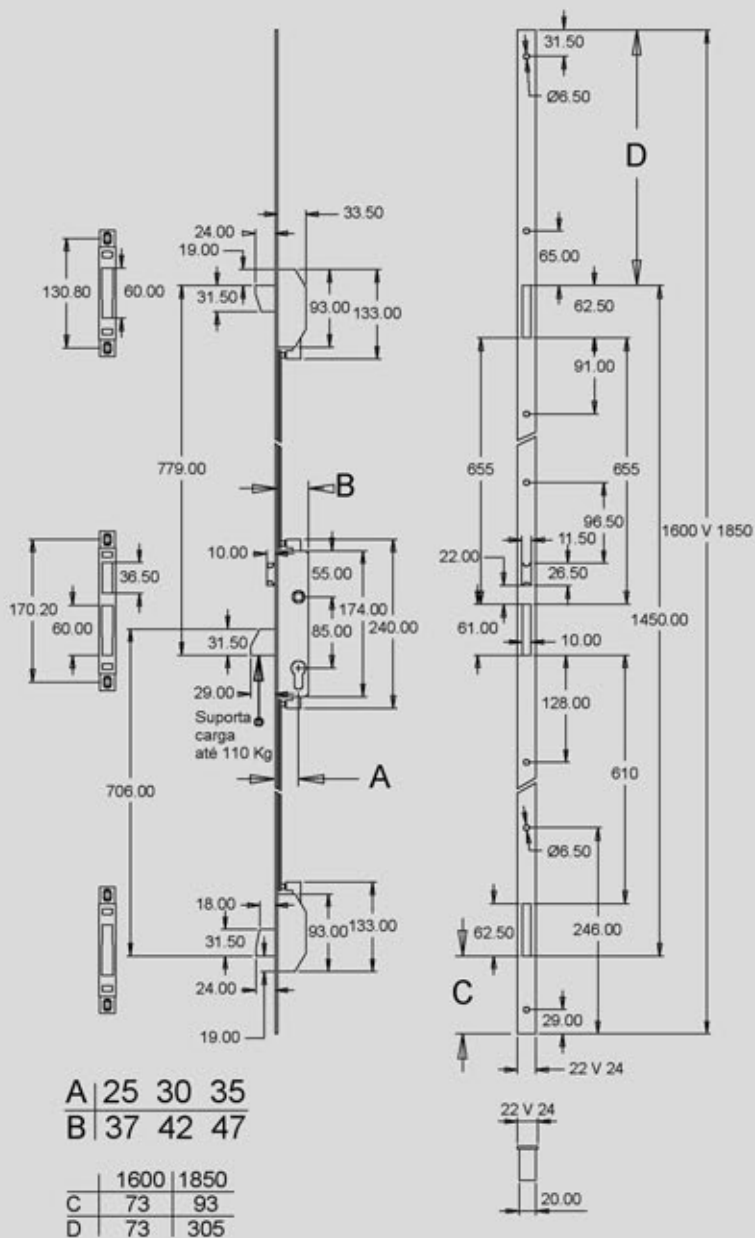 31.50
Ø6.50
D
33.50
24.00
19.00
65.00
130.80
60.00
31.50
93.00
133.00
62.50
91.00
779.00
655
655
B
96.50
1600 V 1850
11.50
10.00
36.50
55.00
22.00
26.50
170.20
174.00
240.00
60.00
85.00
61.00
1450.00
31.50
10.00
29.00
128.00
Suporta
carga
até 110 Kg
A
706.00
610
Ø6.50
18.00
31.50
93.00
133.00
62.50
246.00
24.00
C
29.00
19.00
22 V 24
A 25 30 35
B 37 42 47
22 V 24
1600 1850
C 73 93
D 73 305
20.00